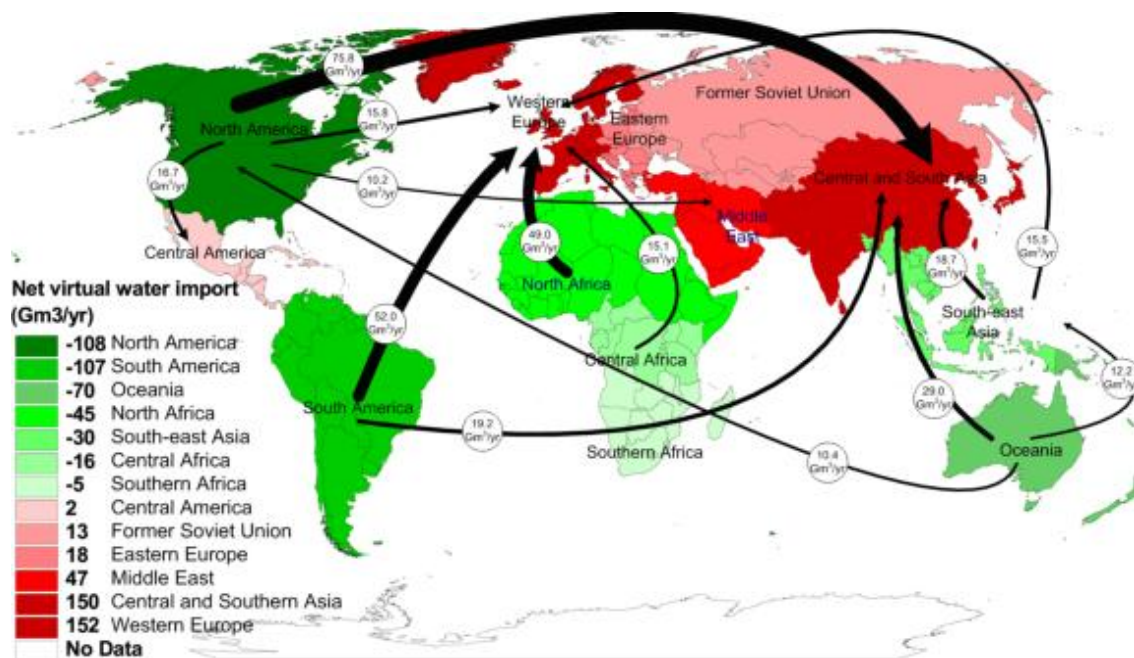 75.8
Gm³/yr
Western
Europe
Former Soviet Union
Eastern
Europe
North America
15.8
Gm³/yr
16.7
Gm³/yr
10.2
Gm³/yr
Central and South Asia
Middle
East
Central America
49.0
Gm³/yr
15.1
Gm³/yr
18.7
Gm³/yr
15.5
Gm³/yr
North Africa
South-east
Asia
52.0
Gm³/yr
Central Africa
12.2
Gm³/y
South America
19.2
Gm³/yr
29.0
Gm³/yr
Southern Africa
10.4
Gm³/yr
Oceania
Net virtual water import
(Gm3/yr)
-108 North America
-107 South America
-70 Oceania
-45 North Africa
-30 South-east Asia
-16 Central Africa
-5 Southern Africa
2 Central America
13 Former Soviet Union
18 Eastern Europe
47 Middle East
150 Central and Southern Asia
152 Western Europe
No Data